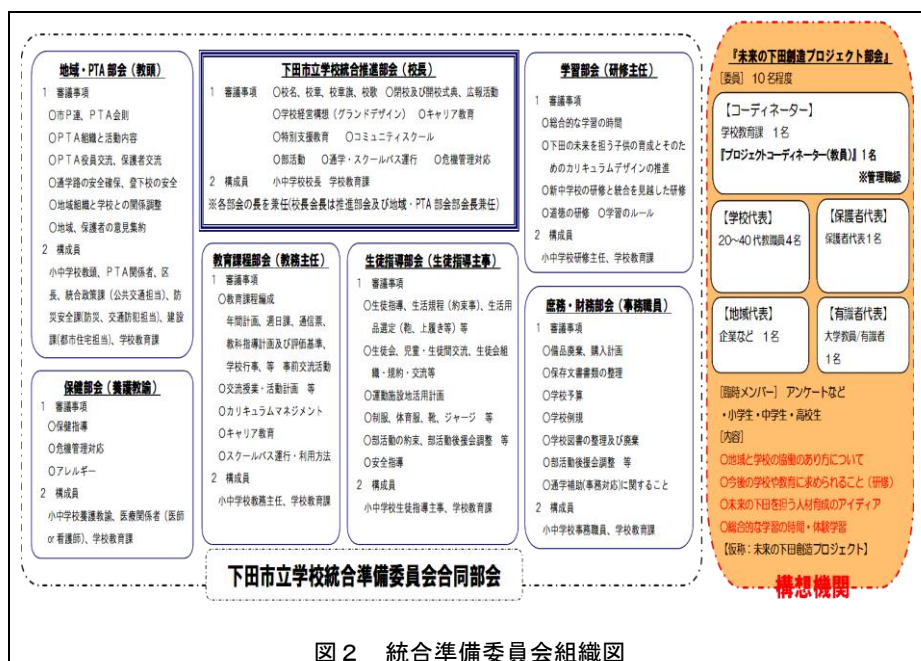 地域・PTA 部会（教頭）
1 審議事項
○市P連、PTA会則
○PTA組織と活動内容
○PTA役員交流、保護者交流
○通学路の安全確保、登下校の安全
○地域組織と学校との関係調整
○地域、保護者の意見集約
2 構成員
小中学校教頭、PTA関係者、区
長、統合政策課（公共交通担当）、防
災安全課(防災、交通防犯担当)、建設
課(都市住宅担当)、学校教育課
保健部会（養護教諭）
1 審議事項
○保健指導
○危機管理対応
○アレルギー
2 構成員
小中学校養護教諭、医療関係者（医師
or 看護師）、学校教育課
下田市立学校統合推進部会（校長）
1 審議事項 ○校名、校章、校章旗、校歌 ○閉校及び開校式典、広報活動
○学校経営構想（グランドデザイン） ○キャリア教育
○特別支援教育 ○コミュニティスクール
○部活動 ○通学・スクールバス運行 ○危機管理対応
2 構成員 小中学校校長 学校教育課
※各部会の長を兼任(校長会長は推進部会及び地域・PTA 部会部会長兼任)
教育課程部会（教務主任）
1 審議事項
○教育課程編成
年間計画、週日課、通信票、
教科指導計画及び評価基準、
学校行事、等 事前交流活動
○交流授業・活動計画 等
○カリキュラムマネジメント
○キャリア教育
○スクールバス運行・利用方法
2 構成員
小中学校教務主任、学校教育課
生徒指導部会（生徒指導主事）
1 審議事項
○生徒指導、生活規程（約束事）、生活用
品選定（鞄、上履き等）等
○生徒会、児童・生徒間交流、生徒会組
織・規約・交流等
○運動施設地活用計画
○制服、体育服、靴、ジャージ 等
○部活動の約束、部活動後援会調整 等
○安全指導
2 構成員
小中学校生徒指導主事、学校教育課
学習部会（研修主任）
1 審議事項
○総合的な学習の時間
○下田の未来を担う子供の育成とそのた
めのカリキュラムデザインの推進
○新中学校の研修と統合を見越した研修
○道徳の研修 ○学習のルール
2 構成員
小中学校研修主任、学校教育課
庶務・財務部会（事務職員）
1 審議事項
○備品廃棄、購入計画
○保存文書書類の整理
○学校予算
○学校例規
○学校図書の整理及び廃棄
○部活動後援会調整 等
○通学補助(事務対応)に関すること
2 構成員
小中学校事務職員、学校教育課
下田市立学校統合準備委員会合同部会
『未来の下田創造プロジェクト部会』
[委員] 10名程度
【コーディネーター】
学校教育課 1名
『プロジェクトコーディネーター(教員)』1名
※管理職級
【学校代表】
20～40代教職員4名
【保護者代表】
保護者代表1名
【地域代表】
企業など 1名
【有識者代表】
大学教員/有識者
1名
[臨時メンバー] アンケートなど
・小学生・中学生・高校生
[内容]
○地域と学校の協働のあり方について
○今後の学校や教育に求められること（研修）
○未来の下田を担う人材育成のアイディア
○総合的な学習の時間・体験学習
【仮称：未来の下田創造プロジェクト】
構想機関
図2 統合準備委員会組織図